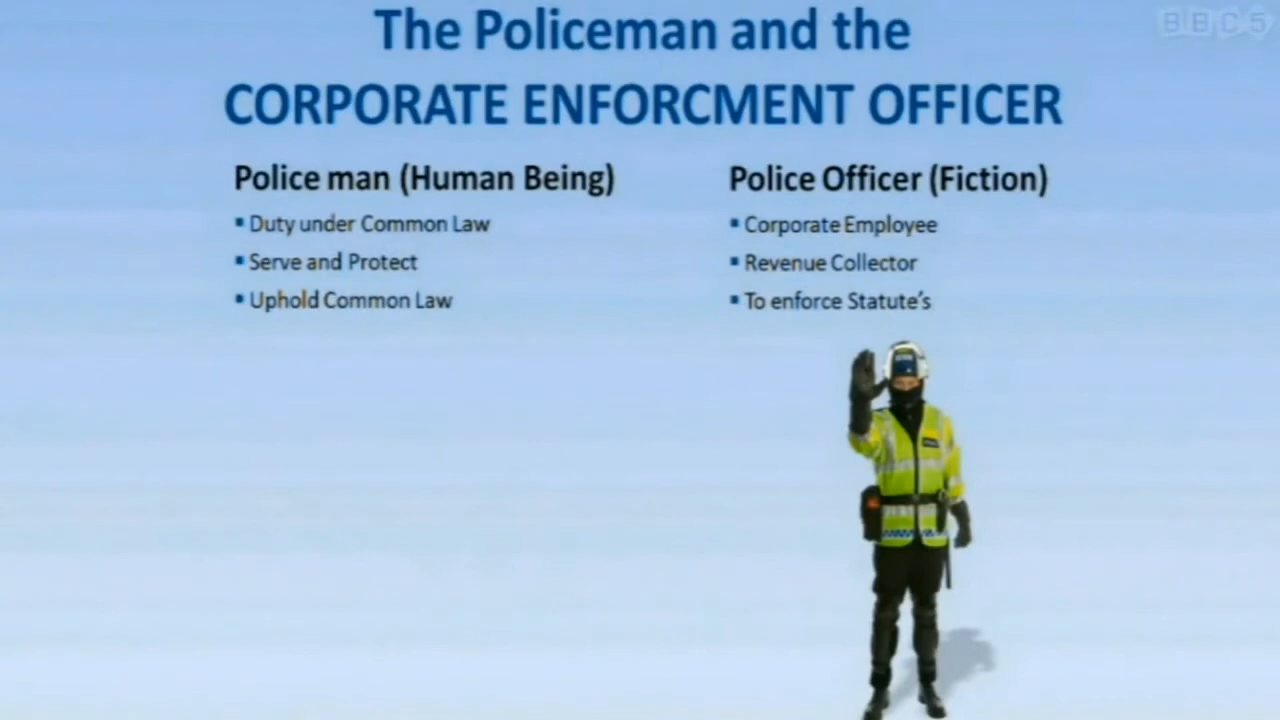 BBC5
The Policeman and the
CORPORATE ENFORCMENT OFFICER
Police man (Human Being)
▪ Duty under Common Law
▪ Serve and Protect
▪ Uphold Common Law
Police Officer (Fiction)
▪ Corporate Employee
▪ Revenue Collector
▪ To enforce Statute's